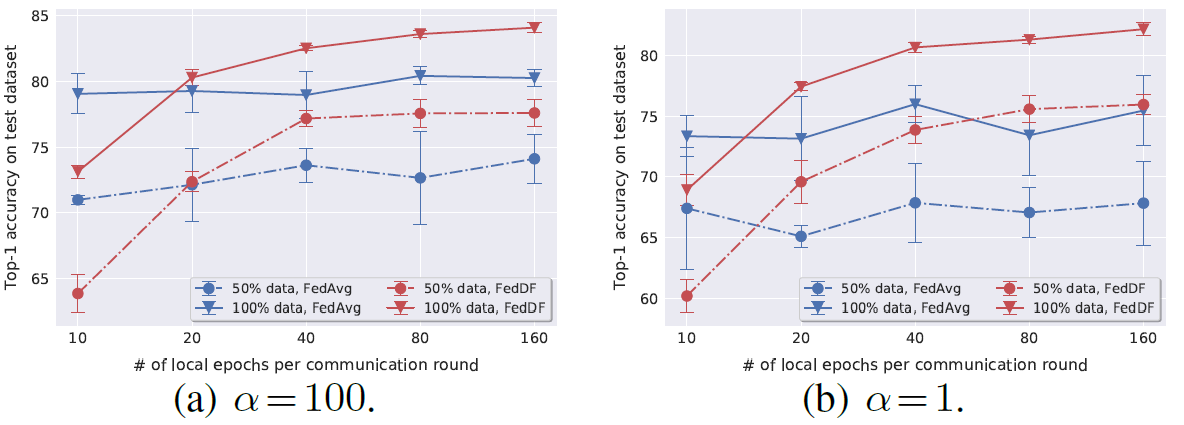 Top-1 accuracy on test dataset
85
80
75
70
65
50% data, FedAvg
100% data, FedAvg
50% data, FedDF
100% data, FedDF
10 20 40 80 160
# of local epochs per communication round
(a) α=100.
Top-1 accuracy on test dataset
80
75
70
65
60
50% data, FedAvg
100% data, FedAvg
50% data, FedDF
100% data, FedDF
10 20 40 80 160
# of local epochs per communication round
(b) α=1.